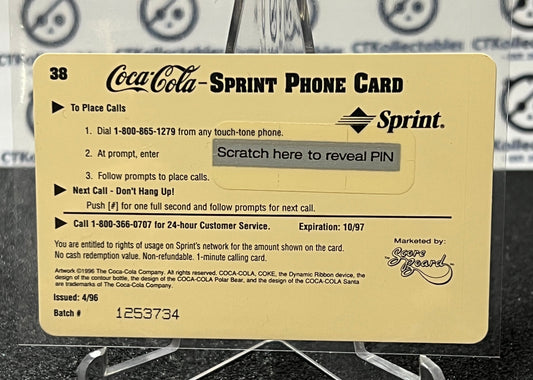 CTKollectables
38
Coca-Cola – SPRINT PHONE CARD
▶ To Place Calls
Sprint®
1. Dial 1-800-865-1279 from any touch-tone phone.
2. At prompt, enter
Scratch here to reveal PIN
3. Follow prompts to place calls.
▶ Next Call - Don't Hang Up!
Push [#] for one full second and follow prompts for next call.
▶ Call 1-800-366-0707 for 24-hour Customer Service. Expiration: 10/97
You are entitled to rights of usage on Sprint's network for the amount shown on the card.
No cash redemption value. Non-refundable. 1-minute calling card.
Marketed by:
Score Board™
Artwork ©1996 The Coca-Cola Company. All rights reserved. COCA-COLA, COKE, the Dynamic Ribbon device, the
design of the contour bottle, the design of the COCA-COLA Polar Bear, and the design of the COCA-COLA Santa
are trademarks of The Coca-Cola Company.
Issued: 4/96
Batch # 1253734